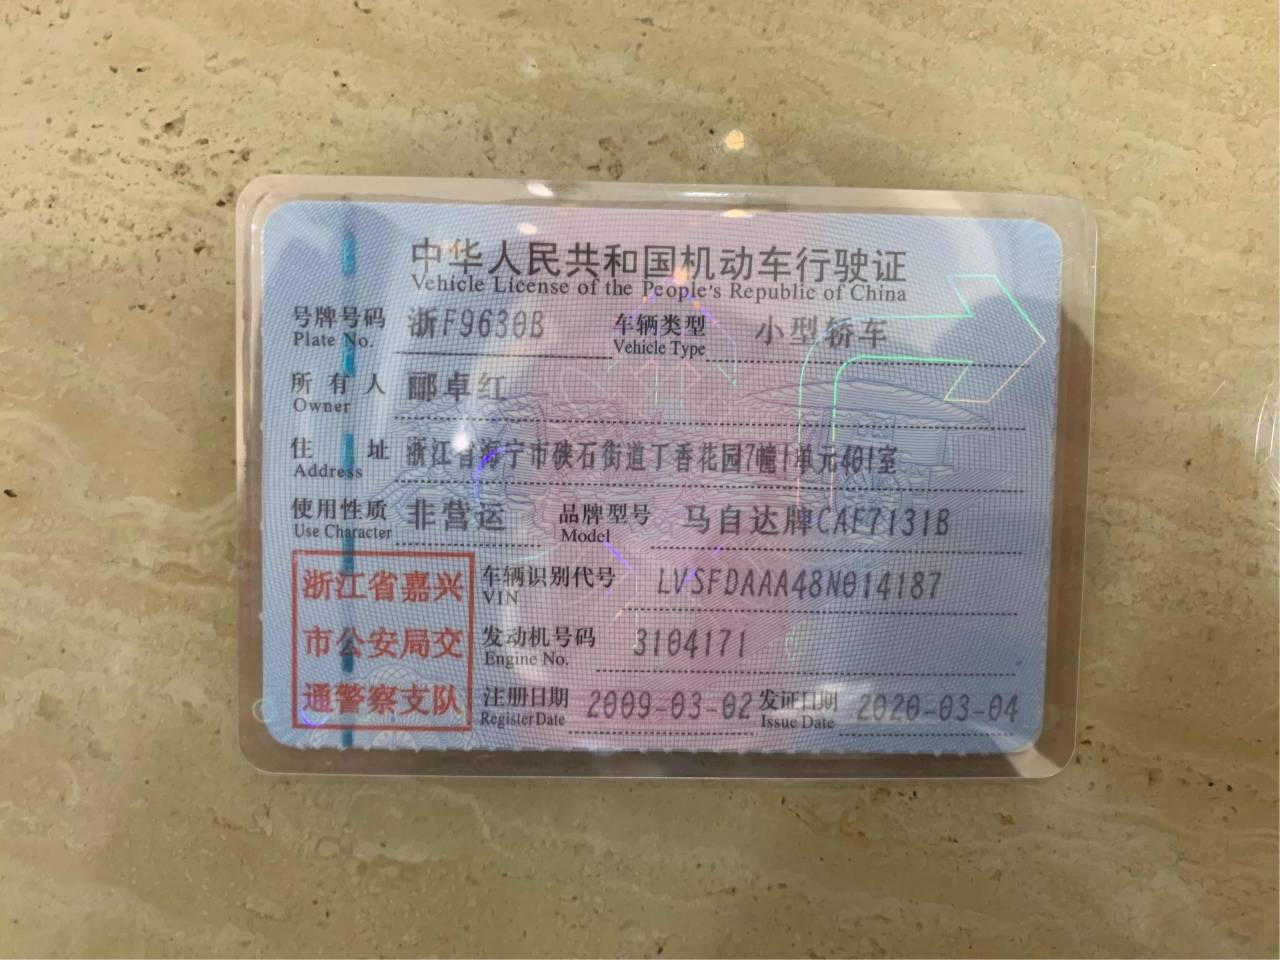 中华人民共和国机动车行驶证
Vehicle License of the People's Republic of China
号牌号码 浙F9630B 车辆类型 小型轿车
Plate No. Vehicle Type
所有人 郦卓红
Owner
住址 浙江省海宁市硖石街道丁香花园7幢1单元401室
Address
使用性质 非营运 品牌型号 马自达牌CAF7131B
Use Character Model
浙江省嘉兴
市公安局交
通警察支队
车辆识别代号 LVSFDAAA48N014187
VIN
发动机号码 3104171
Engine No.
注册日期 2009-03-02 发证日期 2020-03-04
Register Date Issue Date